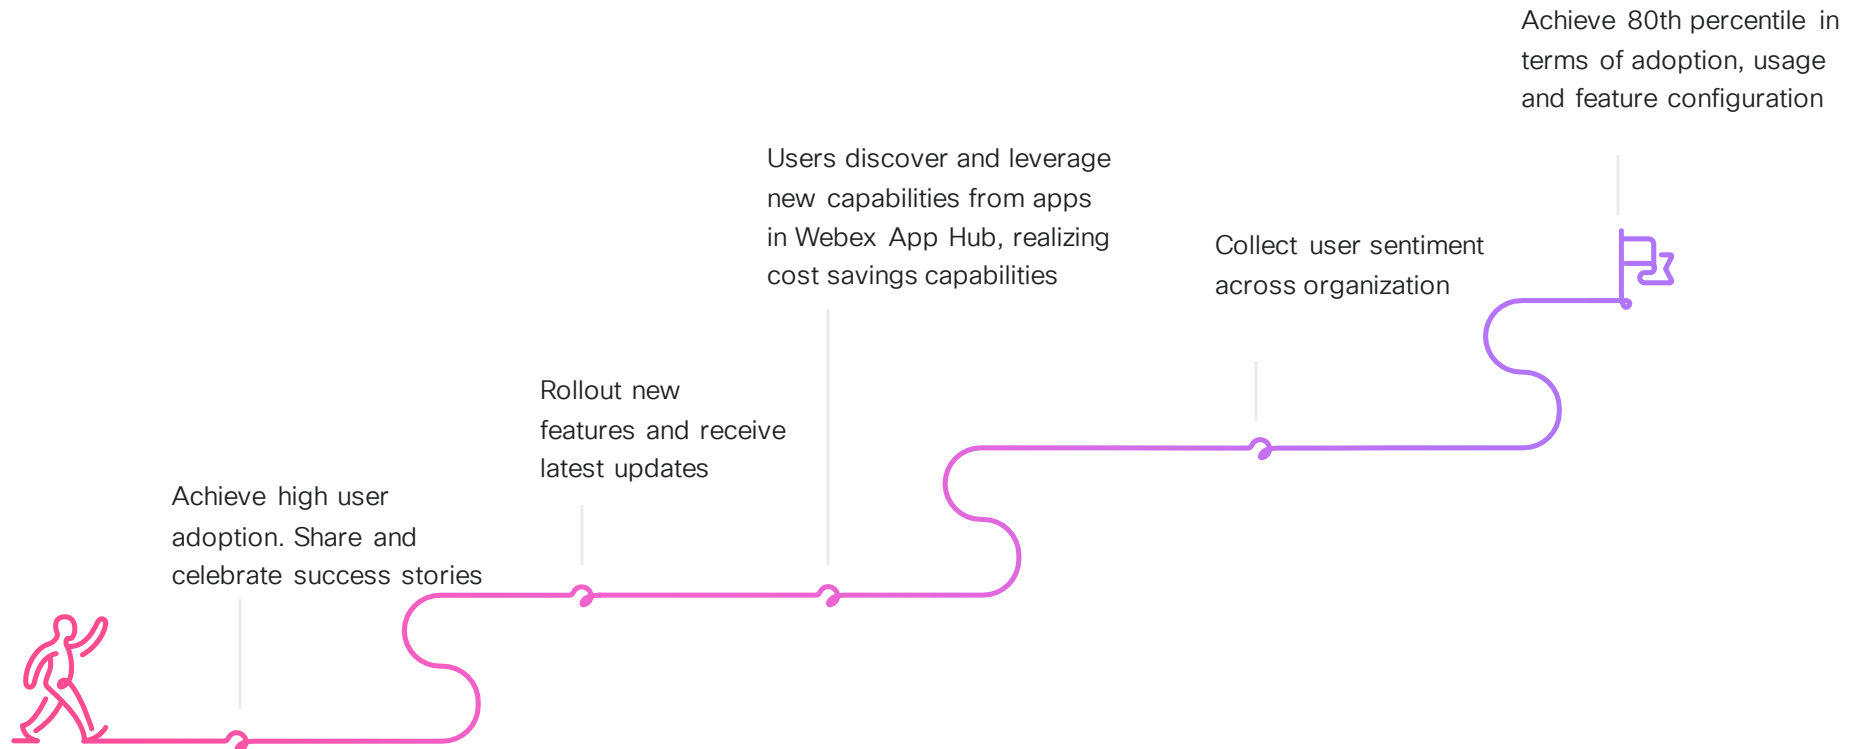 Achieve high user
adoption. Share and
celebrate success stories
Rollout new
features and receive
latest updates
Users discover and leverage
new capabilities from apps
in Webex App Hub, realizing
cost savings capabilities
Collect user sentiment
across organization
Achieve 80th percentile in
terms of adoption, usage
and feature configuration